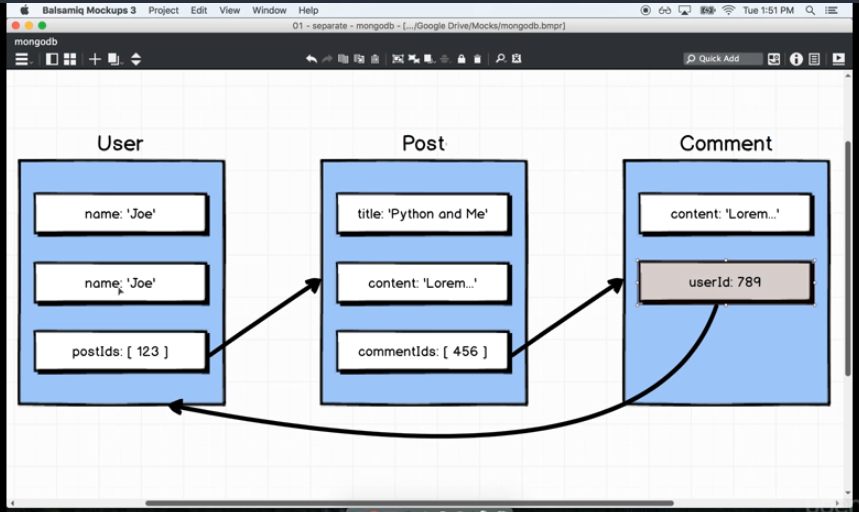 Balsamiq Mockups 3 Project Edit View Window Help Tue 1:51 PM
01 - separate - mongodb - [.../Google Drive/Mocks/mongodb.bmpr]
mongodb
Quick Add
User Post Comment
name: 'Joe' title: 'Python and Me' content: 'Lorem...'
name: 'Joe' content: 'Lorem...' userId: 789
postIds: [ 123 ] commentIds: [ 456 ]